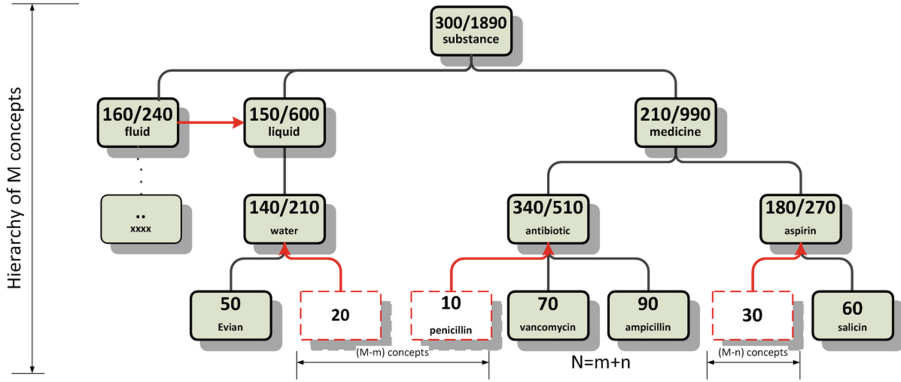 Hierarchy of M concepts
300/1890
substance
160/240
fluid
150/600
liquid
210/990
medicine
..
xxxx
140/210
water
340/510
antibiotic
180/270
aspirin
50
Evian
20
10
penicillin
70
vancomycin
90
ampicillin
30
60
salicin
(M-m) concepts
N=m+n
(M-n) concepts